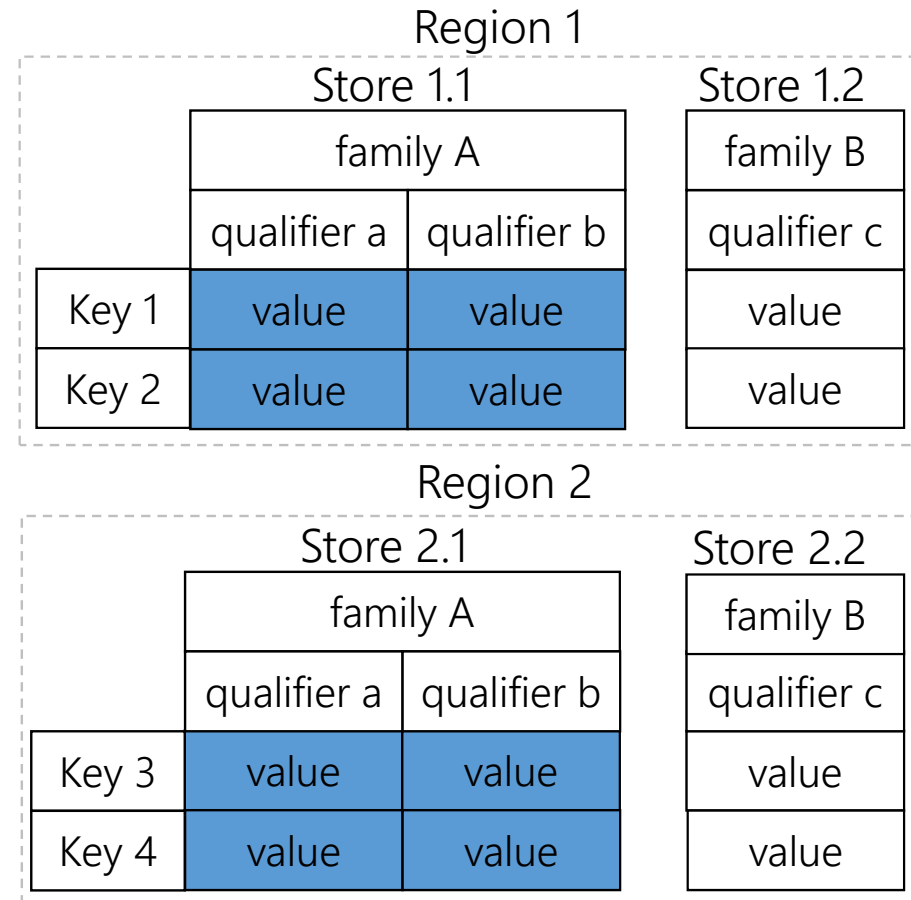 Region 1
Store 1.1 Store 1.2
family A family B
qualifier a qualifier b qualifier c
Key 1 value value value
Key 2 value value value
Region 2
Store 2.1 Store 2.2
family A family B
qualifier a qualifier b qualifier c
Key 3 value value value
Key 4 value value value